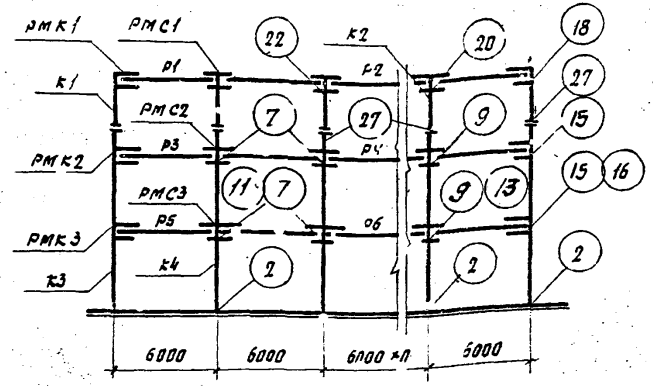 РМК1 РМС1 22 К2 20 18
К1 Р1 Р2 27
РМС2 7 27 9 15
РМК2 Р3 Р4
РМС3 11 7 9 13 15 16
РМК3 Р5 Р6
К3 К4 2 2 2
6000 6000 6000×П 6000